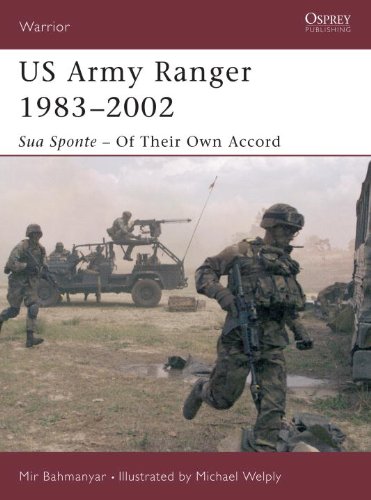 Warrior
OSPREY
PUBLISHING
US Army Ranger
1983–2002
Sua Sponte – Of Their Own Accord
Mir Bahmanyar • Illustrated by Michael Welply